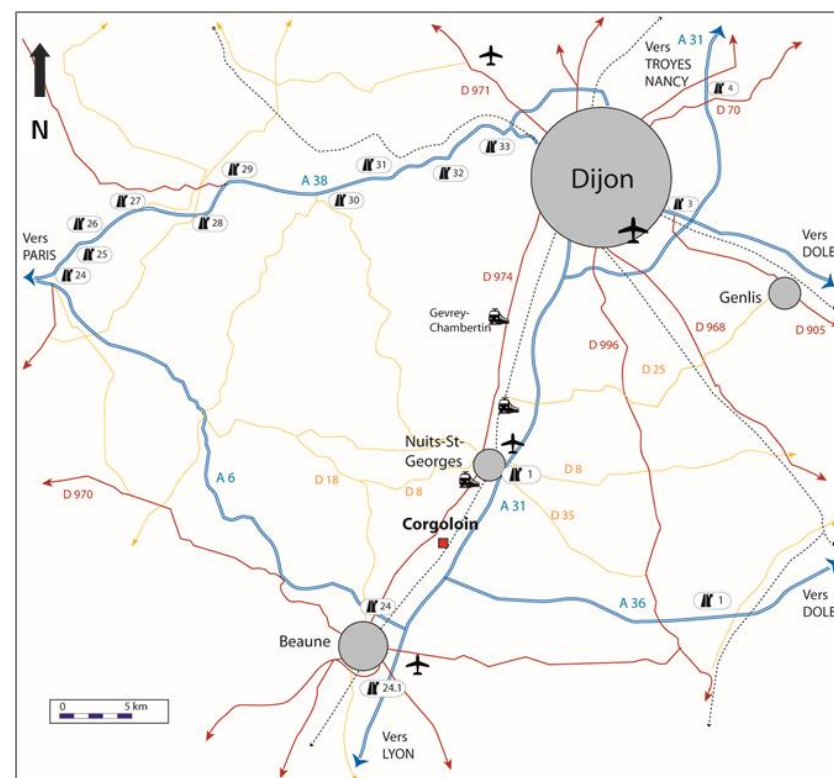 A 31
Vers
TROYES
NANCY
D 971
4
D 70
N
33
31
32
29
A 38
Dijon
30
27
28
26
3
Vers
PARIS
25
24
Vers
DOLE
D 974
Genlis
Gevrey-
Chambertin
D 996
D 968
D 905
D 25
Nuits-St-
Georges
A 6
D 18
D 8
1
D 8
D 970
A 31
D 35
Corgoloin
A 36
1
Vers
DOLE
24
Beaune
24.1
0 5 km
Vers
LYON